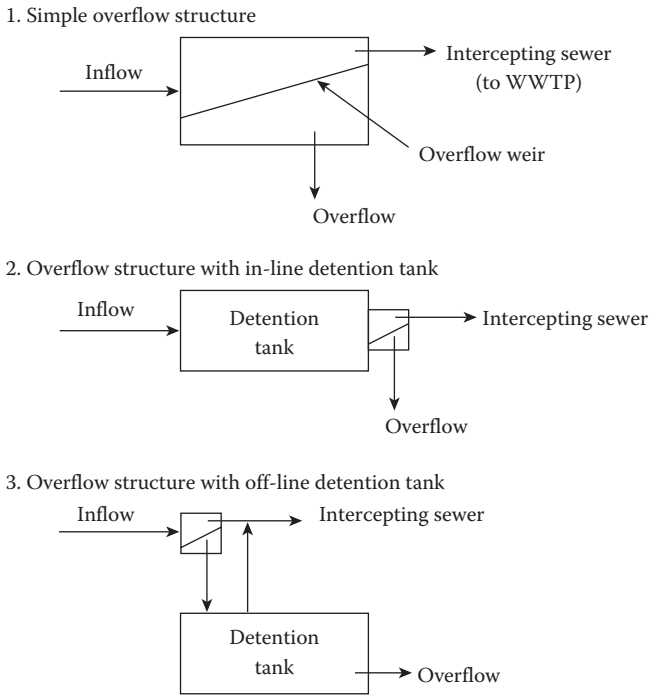 1. Simple overflow structure
Inflow
Intercepting sewer
(to WWTP)
Overflow weir
Overflow
2. Overflow structure with in-line detention tank
Inflow
Detention
tank
Intercepting sewer
Overflow
3. Overflow structure with off-line detention tank
Inflow
Intercepting sewer
Detention
tank
Overflow